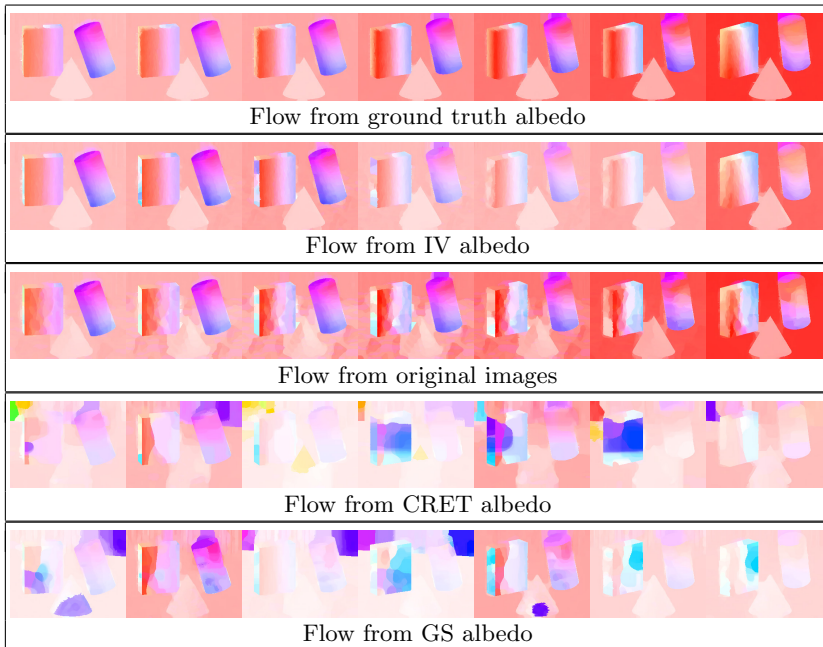 Flow from ground truth albedo
Flow from IV albedo
Flow from original images
Flow from CRET albedo
Flow from GS albedo